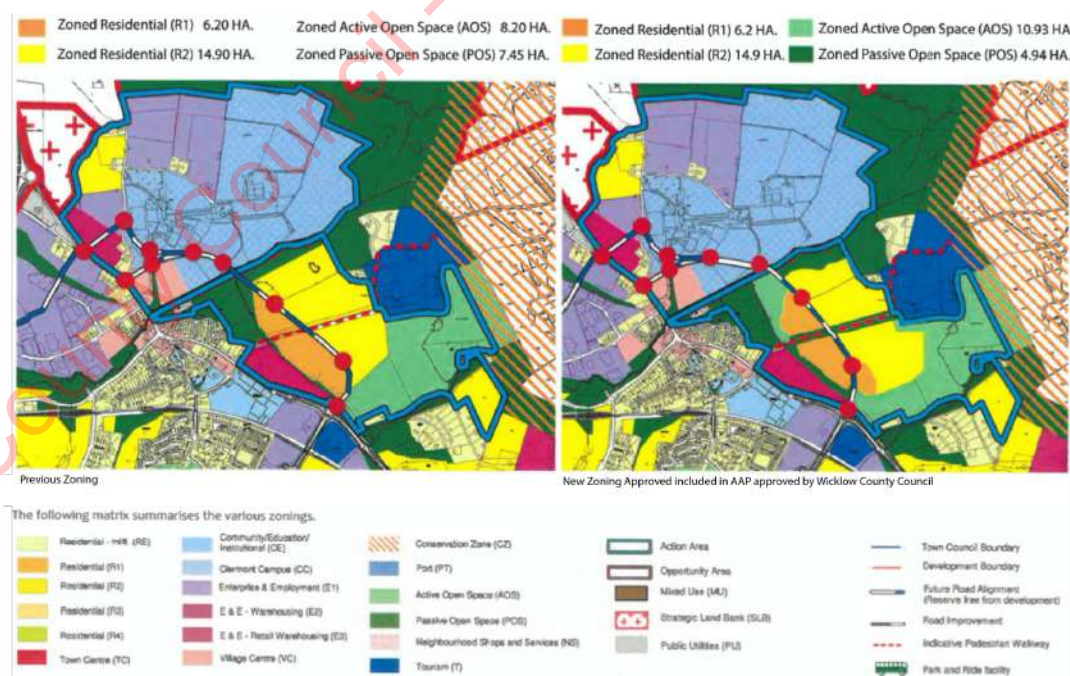 Zoned Residential (R1) 6.20 HA.
Zoned Active Open Space (AOS) 8.20 HA.
Zoned Residential (R2) 14.90 HA.
Zoned Passive Open Space (POS) 7.45 HA.
Zoned Residential (R1) 6.2 HA.
Zoned Active Open Space (AOS) 10.93 HA
Zoned Residential (R2) 14.9 HA.
Zoned Passive Open Space (POS) 4.94 HA.
Council
Previous Zoning
New Zoning Approved included in AAP approved by Wicklow County Council
The following matrix summarises the various zonings.
Residential - Infill (RE)
Residential (R1)
Residential (R2)
Residential (R3)
Residential (R4)
Town Centre (TC)
Community/Education/
Institutional (CE)
Clermont Campus (CC)
Enterprise & Employment (E1)
E & E - Warehousing (E2)
E & E - Retail Warehousing (E3)
Village Centre (VC)
Conservation Zone (CZ)
Port (PT)
Active Open Space (AOS)
Passive Open Space (POS)
Neighbourhood Shops and Services (NS)
Tourism (T)
Action Area
Opportunity Area
Mixed Use (MU)
Strategic Land Bank (SLB)
Public Utilities (PU)
Town Council Boundary
Development Boundary
Future Road Alignment
(Reserve free from development)
Road Improvement
Indicative Pedestrian Walkway
Park and Ride facility